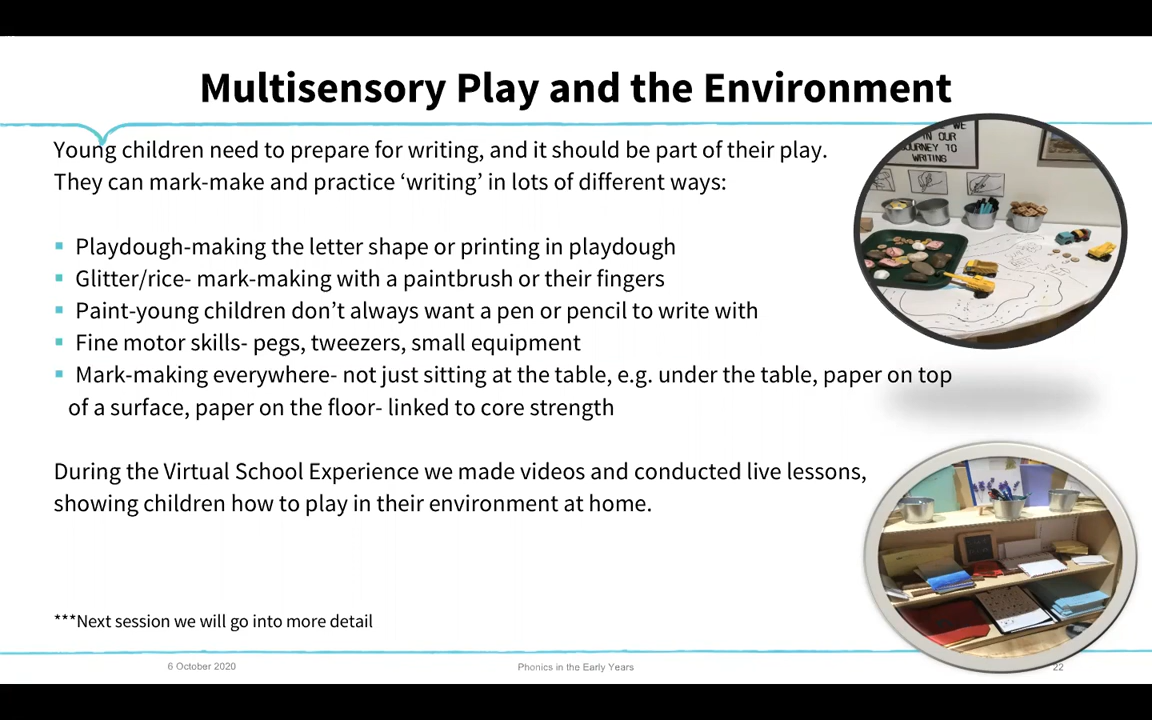 Multisensory Play and the Environment
Young children need to prepare for writing, and it should be part of their play.
They can mark-make and practice ‘writing’ in lots of different ways:
▪ Playdough-making the letter shape or printing in playdough
▪ Glitter/rice- mark-making with a paintbrush or their fingers
▪ Paint-young children don’t always want a pen or pencil to write with
▪ Fine motor skills- pegs, tweezers, small equipment
▪ Mark-making everywhere- not just sitting at the table, e.g. under the table, paper on top
of a surface, paper on the floor- linked to core strength
During the Virtual School Experience we made videos and conducted live lessons,
showing children how to play in their environment at home.
***Next session we will go into more detail
6 October 2020
Phonics in the Early Years
22
WE
IN OUR
JOURNEY TO
WRITING